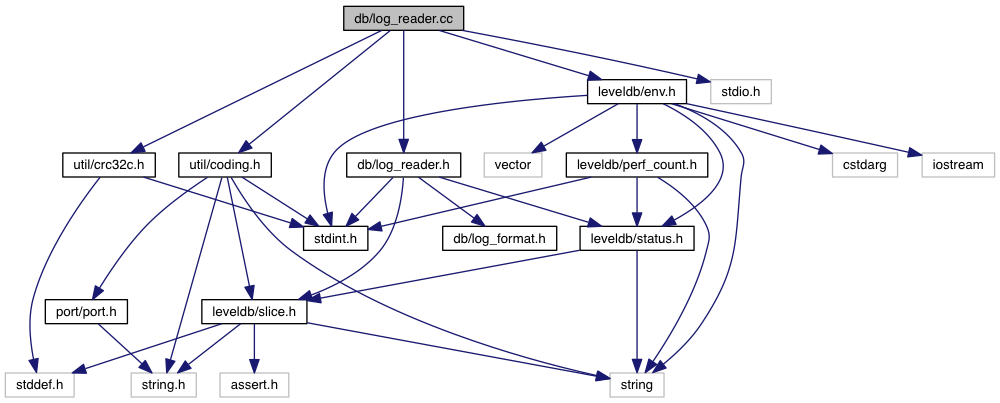 db/log_reader.cc
leveldb/env.h
stdio.h
util/crc32c.h
util/coding.h
db/log_reader.h
vector
leveldb/perf_count.h
cstdarg
iostream
stdint.h
db/log_format.h
leveldb/status.h
port/port.h
leveldb/slice.h
stddef.h
string.h
assert.h
string